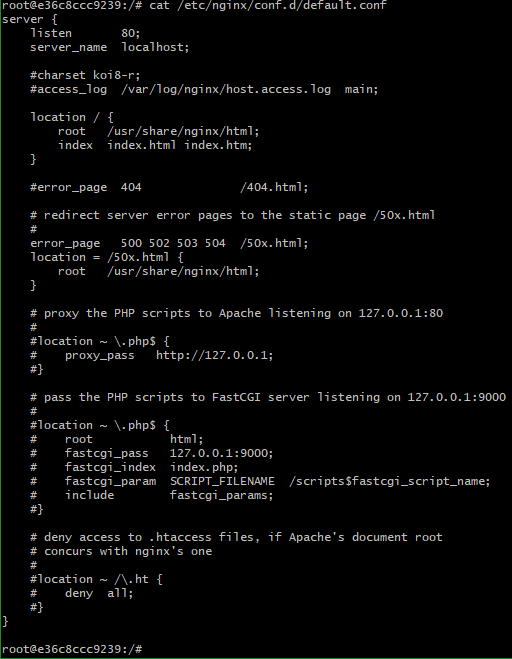 root@e36c8ccc9239:/# cat /etc/nginx/conf.d/default.conf
server {
    listen       80;
    server_name  localhost;

    #charset koi8-r;
    #access_log  /var/log/nginx/host.access.log  main;

    location / {
        root   /usr/share/nginx/html;
        index  index.html index.htm;
    }

    #error_page  404              /404.html;

    # redirect server error pages to the static page /50x.html
    #
    error_page   500 502 503 504  /50x.html;
    location = /50x.html {
        root   /usr/share/nginx/html;
    }

    # proxy the PHP scripts to Apache listening on 127.0.0.1:80
    #
    #location ~ \.php$ {
    #    proxy_pass   http://127.0.0.1;
    #}

    # pass the PHP scripts to FastCGI server listening on 127.0.0.1:9000
    #
    #location ~ \.php$ {
    #    root           html;
    #    fastcgi_pass   127.0.0.1:9000;
    #    fastcgi_index  index.php;
    #    fastcgi_param  SCRIPT_FILENAME  /scripts$fastcgi_script_name;
    #    include        fastcgi_params;
    #}

    # deny access to .htaccess files, if Apache's document root
    # concurs with nginx's one
    #
    #location ~ /\.ht {
    #    deny  all;
    #}
}

root@e36c8ccc9239:/#